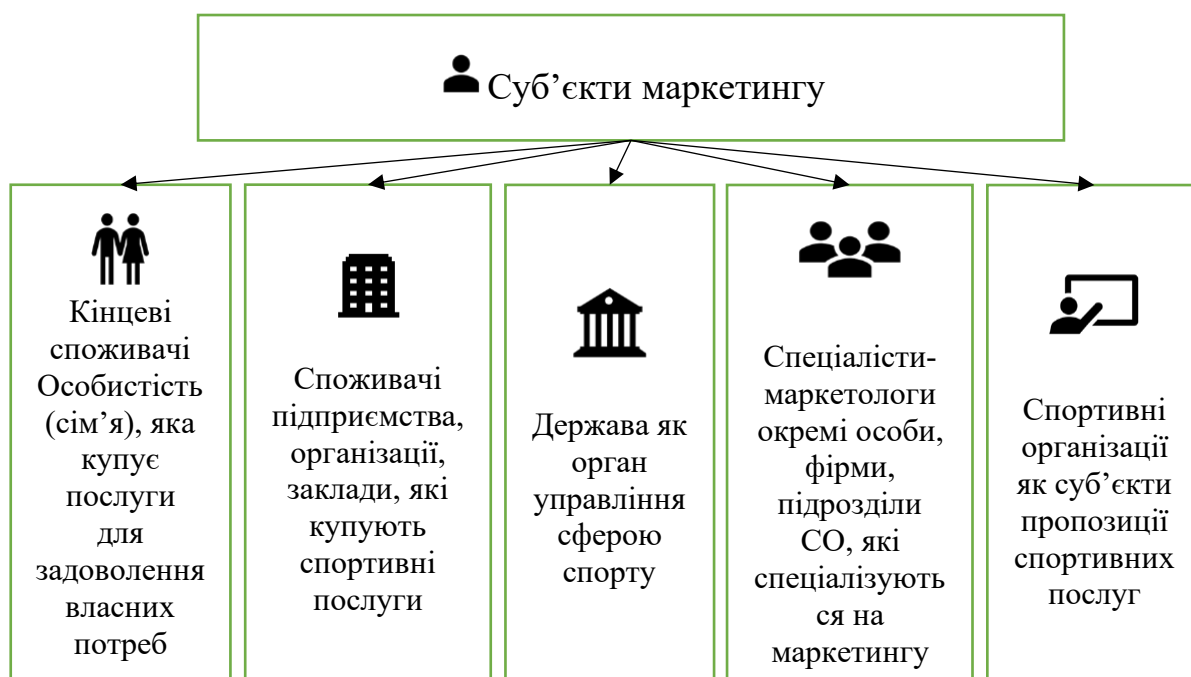 Суб’єкти маркетингу
Кінцеві
споживачі
Особистість
(сім’я), яка
купує
послуги
для
задоволення
власних
потреб
Споживачі
підприємства,
організації,
заклади, які
купують
спортивні
послуги
Держава як
орган
управління
сферою
спорту
Спеціалісти-
маркетологи
окремі особи,
фірми,
підрозділи
СО, які
спеціалізують
ся на
маркетингу
Спортивні
організації
як суб’єкти
пропозиції
спортивних
послуг